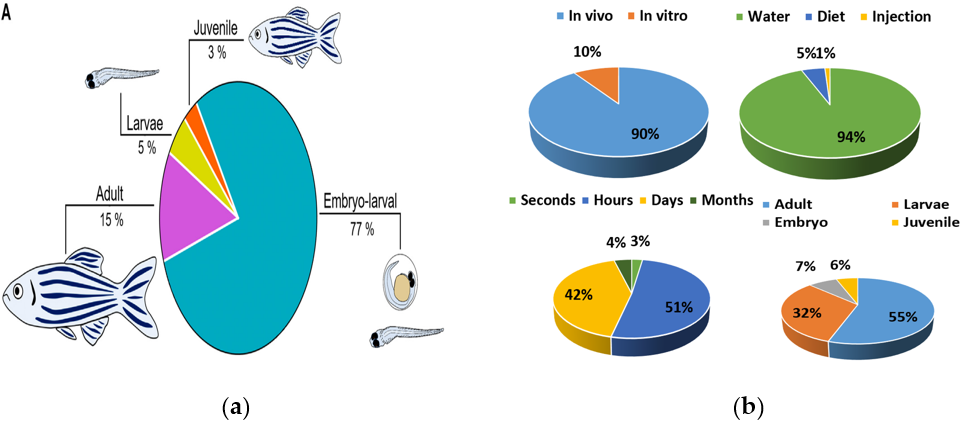 A
Juvenile
3 %
Larvae
5 %
Adult
15 %
Embryo-larval
77 %
(a)
In vivo In vitro
10%
90%
Water Diet Injection
5% 1%
94%
Seconds Hours Days Months
4% 3%
42%
51%
Adult Larvae
Embryo Juvenile
7% 6%
32%
55%
(b)